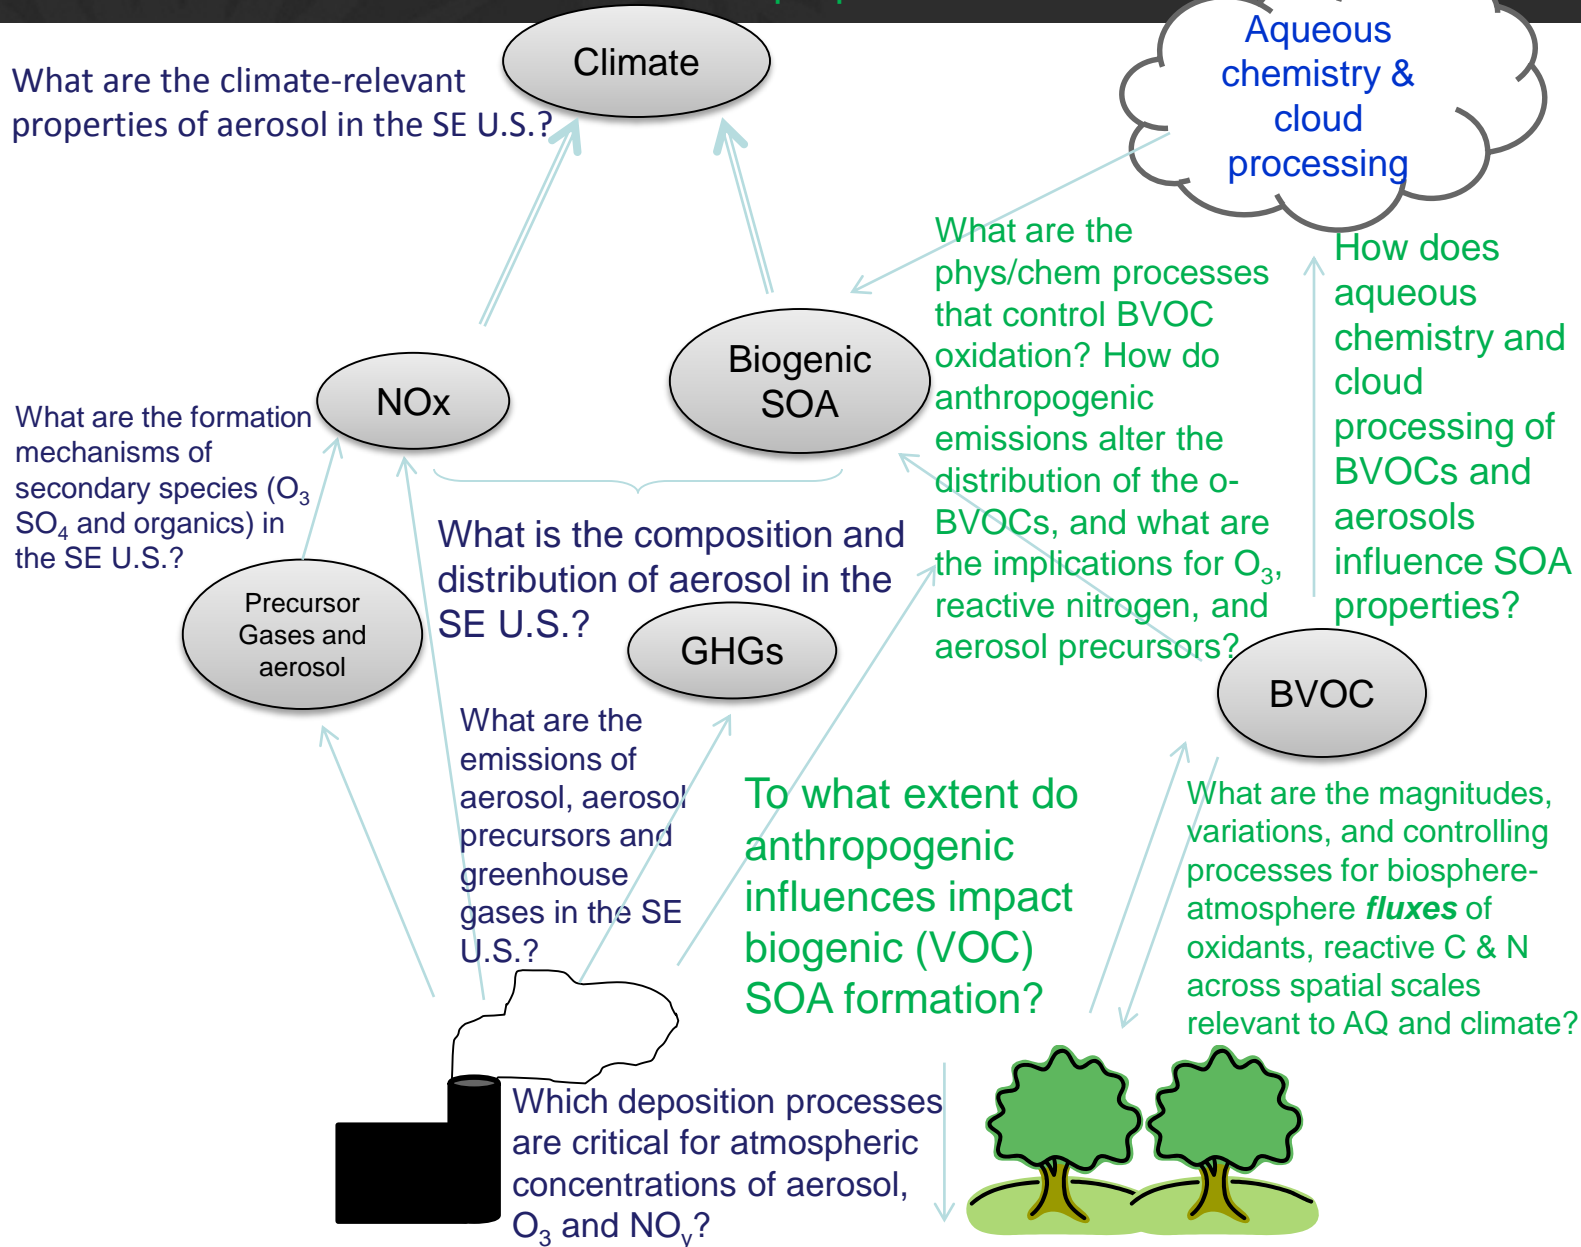 Climate
What are the climate-relevant
properties of aerosol in the SE U.S.?
Aqueous
chemistry &
cloud
processing
What are the
phys/chem processes
that control BVOC
oxidation? How do
anthropogenic
emissions alter the
distribution of the o-
BVOCs, and what are
the implications for O₃,
reactive nitrogen, and
aerosol precursors?
How does
aqueous
chemistry and
cloud
processing of
BVOCs and
aerosols
influence SOA
properties?
Biogenic
SOA
NOx
What are the formation
mechanisms of
secondary species (O₃
SO₄ and organics) in
the SE U.S.?
What is the composition and
distribution of aerosol in the
SE U.S.?
Precursor
Gases and
aerosol
GHGs
BVOC
What are the
emissions of
aerosol, aerosol
precursors and
greenhouse
gases in the SE
U.S.?
To what extent do
anthropogenic
influences impact
biogenic (VOC)
SOA formation?
What are the magnitudes,
variations, and controlling
processes for biosphere-
atmosphere fluxes of
oxidants, reactive C & N
across spatial scales
relevant to AQ and climate?
Which deposition processes
are critical for atmospheric
concentrations of aerosol,
O₃ and NOy?